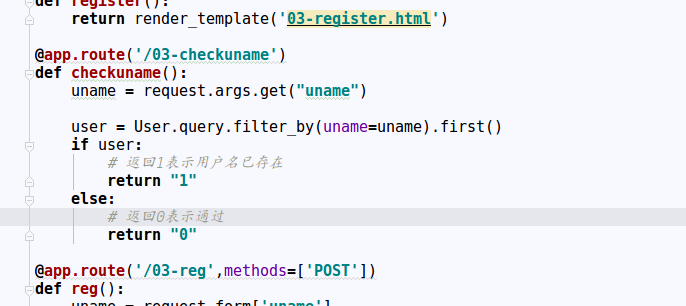 def register():
    return render_template('03-register.html')

@app.route('/03-checkuname')
def checkuname():
    uname = request.args.get("uname")

    user = User.query.filter_by(uname=uname).first()
    if user:
        # 返回1表示用户名已存在
        return "1"
    else:
        # 返回0表示通过
        return "0"

@app.route('/03-reg',methods=['POST'])
def reg():
    uname = request.form['uname']